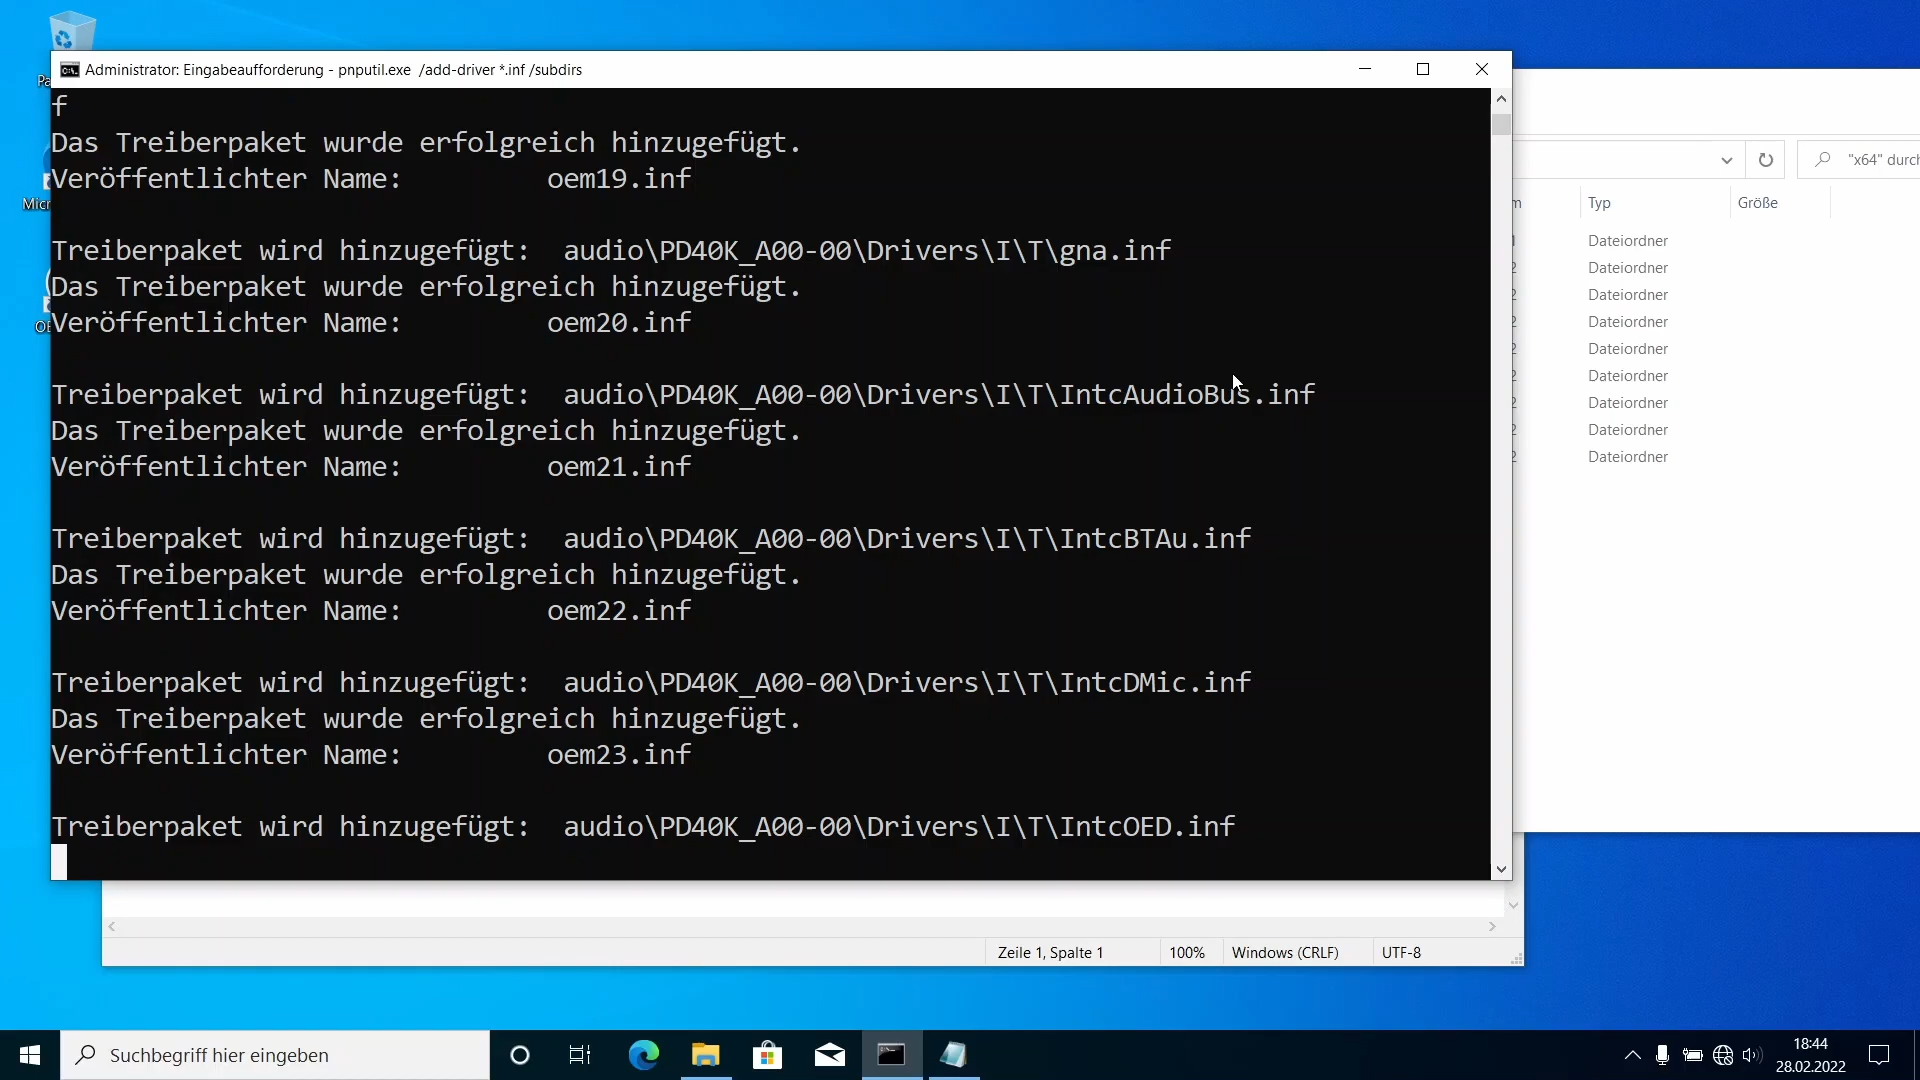 Administrator: Eingabeaufforderung - pnputil.exe /add-driver *.inf /subdirs
f
Das Treiberpaket wurde erfolgreich hinzugefügt.
Veröffentlichter Name: oem19.inf
Treiberpaket wird hinzugefügt: audio\PD40K_A00-00\Drivers\I\T\gna.inf
Das Treiberpaket wurde erfolgreich hinzugefügt.
Veröffentlichter Name: oem20.inf
Treiberpaket wird hinzugefügt: audio\PD40K_A00-00\Drivers\I\T\IntcAudioBus.inf
Das Treiberpaket wurde erfolgreich hinzugefügt.
Veröffentlichter Name: oem21.inf
Treiberpaket wird hinzugefügt: audio\PD40K_A00-00\Drivers\I\T\IntcBTAu.inf
Das Treiberpaket wurde erfolgreich hinzugefügt.
Veröffentlichter Name: oem22.inf
Treiberpaket wird hinzugefügt: audio\PD40K_A00-00\Drivers\I\T\IntcDMic.inf
Das Treiberpaket wurde erfolgreich hinzugefügt.
Veröffentlichter Name: oem23.inf
Treiberpaket wird hinzugefügt: audio\PD40K_A00-00\Drivers\I\T\IntcOED.inf
"x64" durch
Typ Größe
Dateiordner
Dateiordner
Dateiordner
Dateiordner
Dateiordner
Dateiordner
Dateiordner
Dateiordner
Dateiordner
Zeile 1, Spalte 1 100% Windows (CRLF) UTF-8
Suchbegriff hier eingeben
18:44
28.02.2022